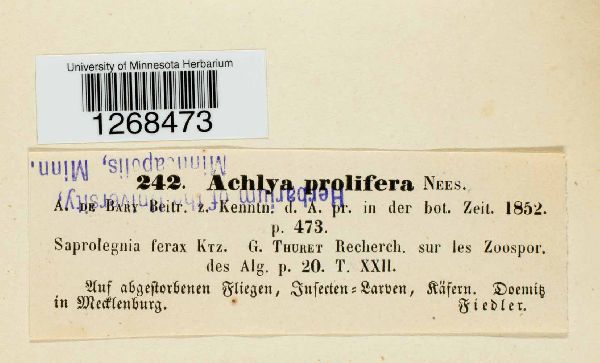 University of Minnesota Herbarium
1268473
Herbarium of the University,
Minneapolis, Minn.
242. Achlya prolifera NEES.
A. DE BARY Beitr. z. Kenntn. d. A. pr. in der bot. Zeit. 1852.
p. 473.
Saprolegnia ferax KTZ. G. THURET Recherch. sur les Zoospor.
des Alg. p. 20. T. XXII.
Auf abgestorbenen Fliegen, Insecten=Larven, Käfern. Doemitz
in Mecklenburg. Fiedler.